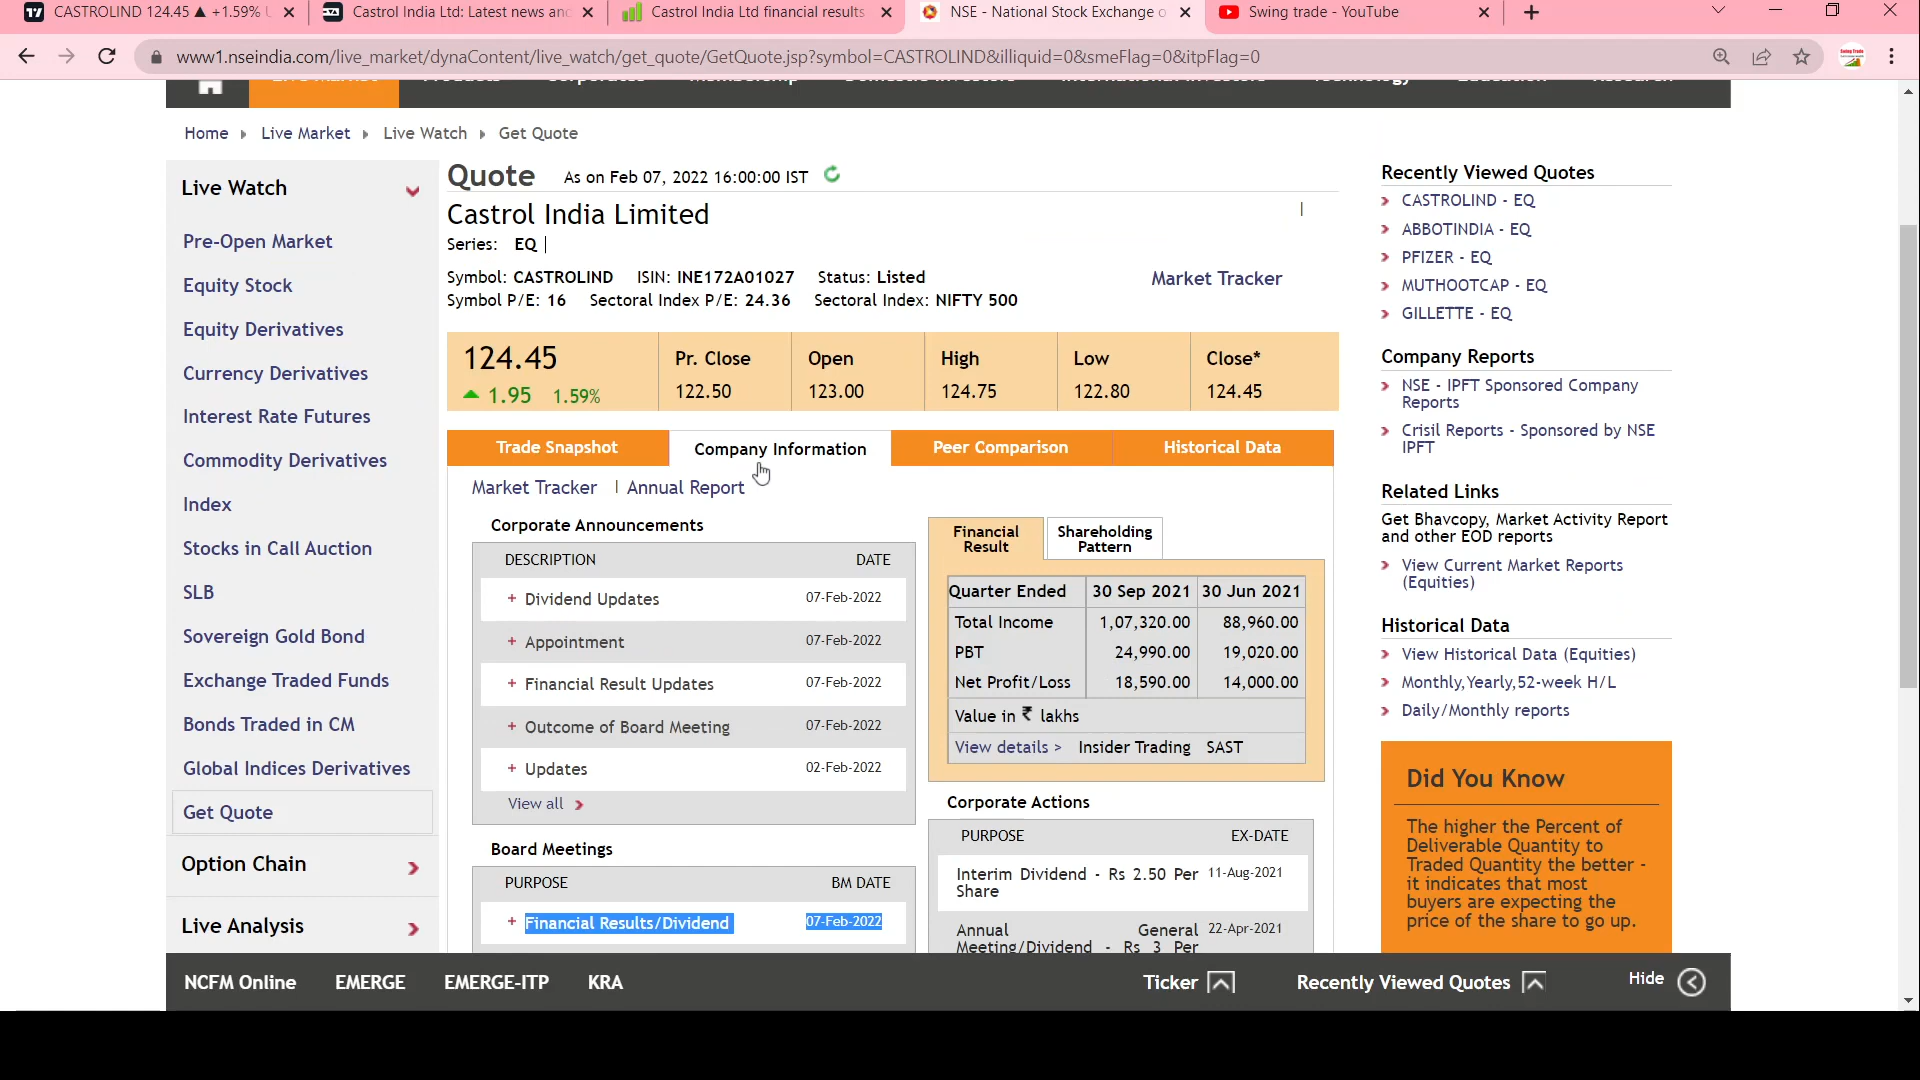 CASTROLIND 124.45 ▲ +1.59%
Castrol India Ltd: Latest news an
Castrol India Ltd financial results
NSE - National Stock Exchange o
Swing trade - YouTube
www1.nseindia.com/live_market/dynaContent/live_watch/get_quote/GetQuote.jsp?symbol=CASTROLIND&illiquid=0&smeFlag=0&itpFlag=0
Home Live Market Live Watch Get Quote
Live Watch
Pre-Open Market
Equity Stock
Equity Derivatives
Currency Derivatives
Interest Rate Futures
Commodity Derivatives
Index
Stocks in Call Auction
SLB
Sovereign Gold Bond
Exchange Traded Funds
Bonds Traded in CM
Global Indices Derivatives
Get Quote
Option Chain
Live Analysis
Quote As on Feb 07, 2022 16:00:00 IST
Castrol India Limited |
Series: EQ |
Symbol: CASTROLIND ISIN: INE172A01027 Status: Listed
Market Tracker
Symbol P/E: 16 Sectoral Index P/E: 24.36 Sectoral Index: NIFTY 500
124.45 Pr. Close Open High Low Close*
▲ 1.95 1.59% 122.50 123.00 124.75 122.80 124.45
Trade Snapshot Company Information Peer Comparison Historical Data
Market Tracker | Annual Report
Corporate Announcements
DESCRIPTION DATE
+ Dividend Updates 07-Feb-2022
+ Appointment 07-Feb-2022
+ Financial Result Updates 07-Feb-2022
+ Outcome of Board Meeting 07-Feb-2022
+ Updates 02-Feb-2022
View all
Board Meetings
PURPOSE BM DATE
+ Financial Results/Dividend 07-Feb-2022
Financial
Result
Shareholding
Pattern
Quarter Ended 30 Sep 2021 30 Jun 2021
Total Income 1,07,320.00 88,960.00
PBT 24,990.00 19,020.00
Net Profit/Loss 18,590.00 14,000.00
Value in ₹ lakhs
View details > Insider Trading SAST
Corporate Actions
PURPOSE EX-DATE
Interim Dividend - Rs 2.50 Per 11-Aug-2021
Share
Annual General 22-Apr-2021
Meeting/Dividend - Rs 3 Per
Recently Viewed Quotes
CASTROLIND - EQ
ABBOTINDIA - EQ
PFIZER - EQ
MUTHOOTCAP - EQ
GILLETTE - EQ
Company Reports
NSE - IPFT Sponsored Company
Reports
Crisil Reports - Sponsored by NSE
IPFT
Related Links
Get Bhavcopy, Market Activity Report
and other EOD reports
View Current Market Reports
(Equities)
Historical Data
View Historical Data (Equities)
Monthly,Yearly,52-week H/L
Daily/Monthly reports
Did You Know
The higher the Percent of
Deliverable Quantity to
Traded Quantity the better -
it indicates that most
buyers are expecting the
price of the share to go up.
NCFM Online EMERGE EMERGE-ITP KRA Ticker Recently Viewed Quotes Hide